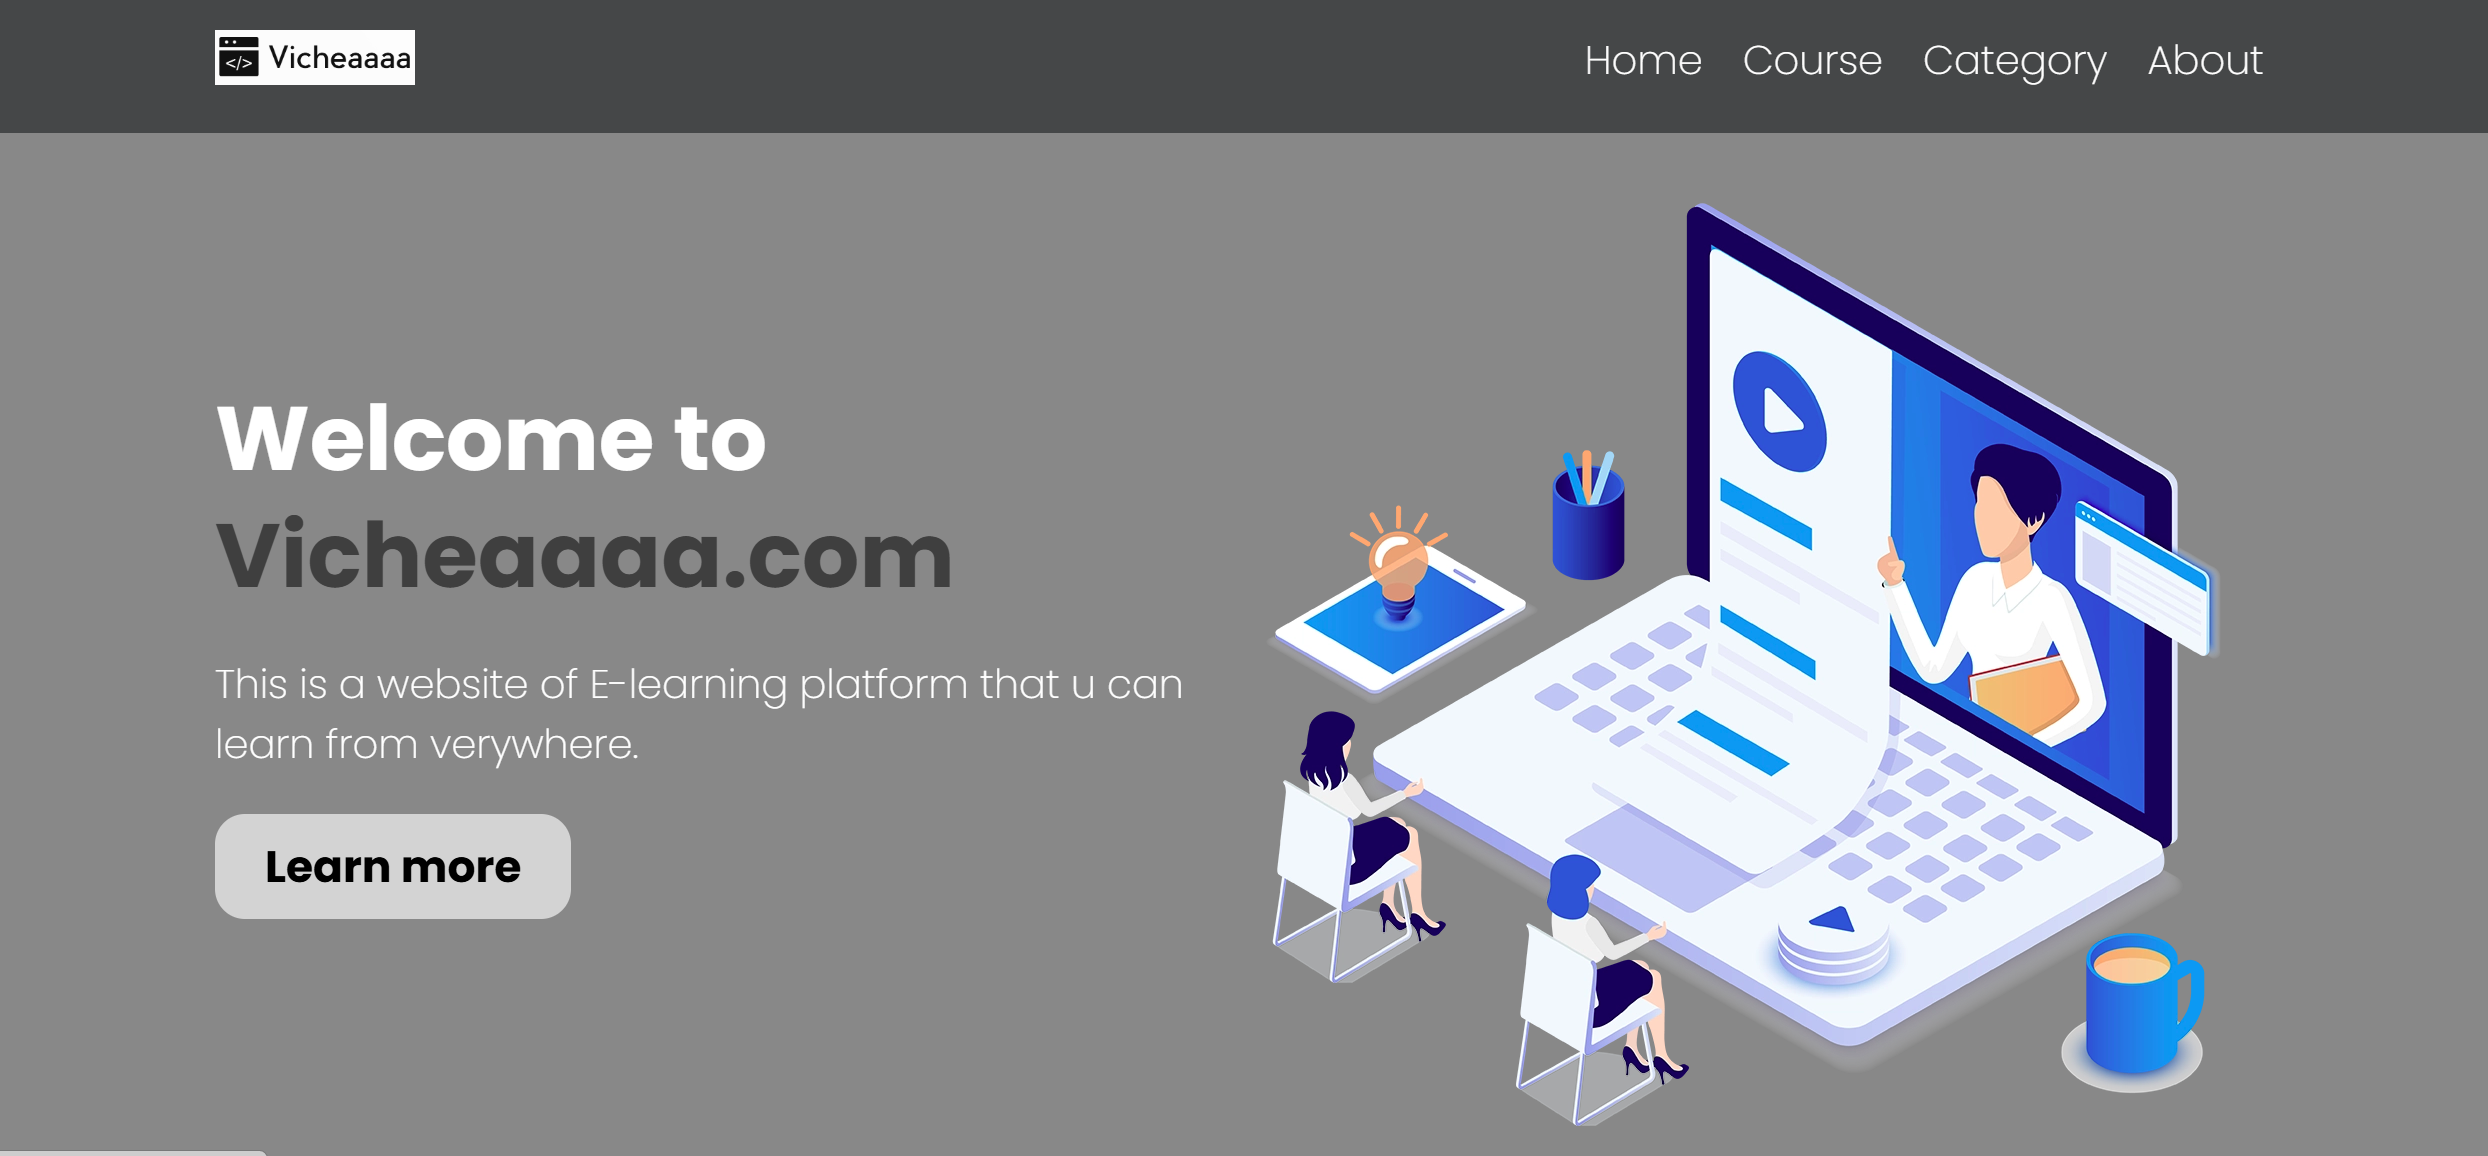 </> Vicheaaaa
Home Course Category About
Welcome to
Vicheaaaa.com
This is a website of E-learning platform that u can
learn from verywhere.
Learn more